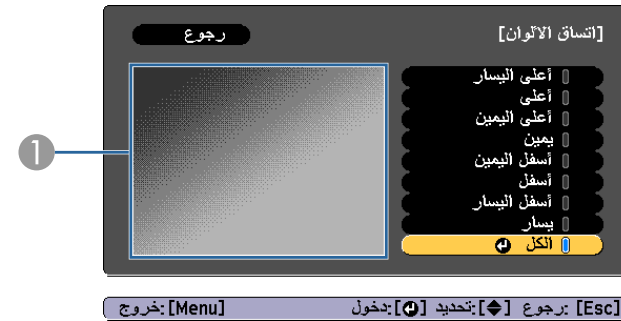 [اتساق الألوان]
رجوع
أعلى اليسار
أعلى
أعلى اليمين
يمين
أسفل اليمين
أسفل
أسفل اليسار
يسار
الكل
1
[Esc]: رجوع [◆]: تحديد [↵]: دخول [Menu]: خروج